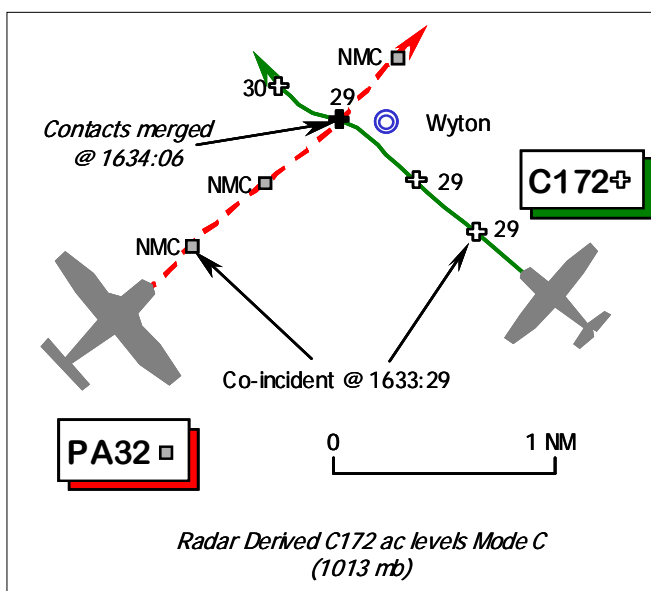 NMC
30
29
Contacts merged
@ 1634:06
Wyton
NMC
29
C172
NMC
29
Co-incident @ 1633:29
PA32
0
1 NM
Radar Derived C172 ac levels Mode C
(1013 mb)